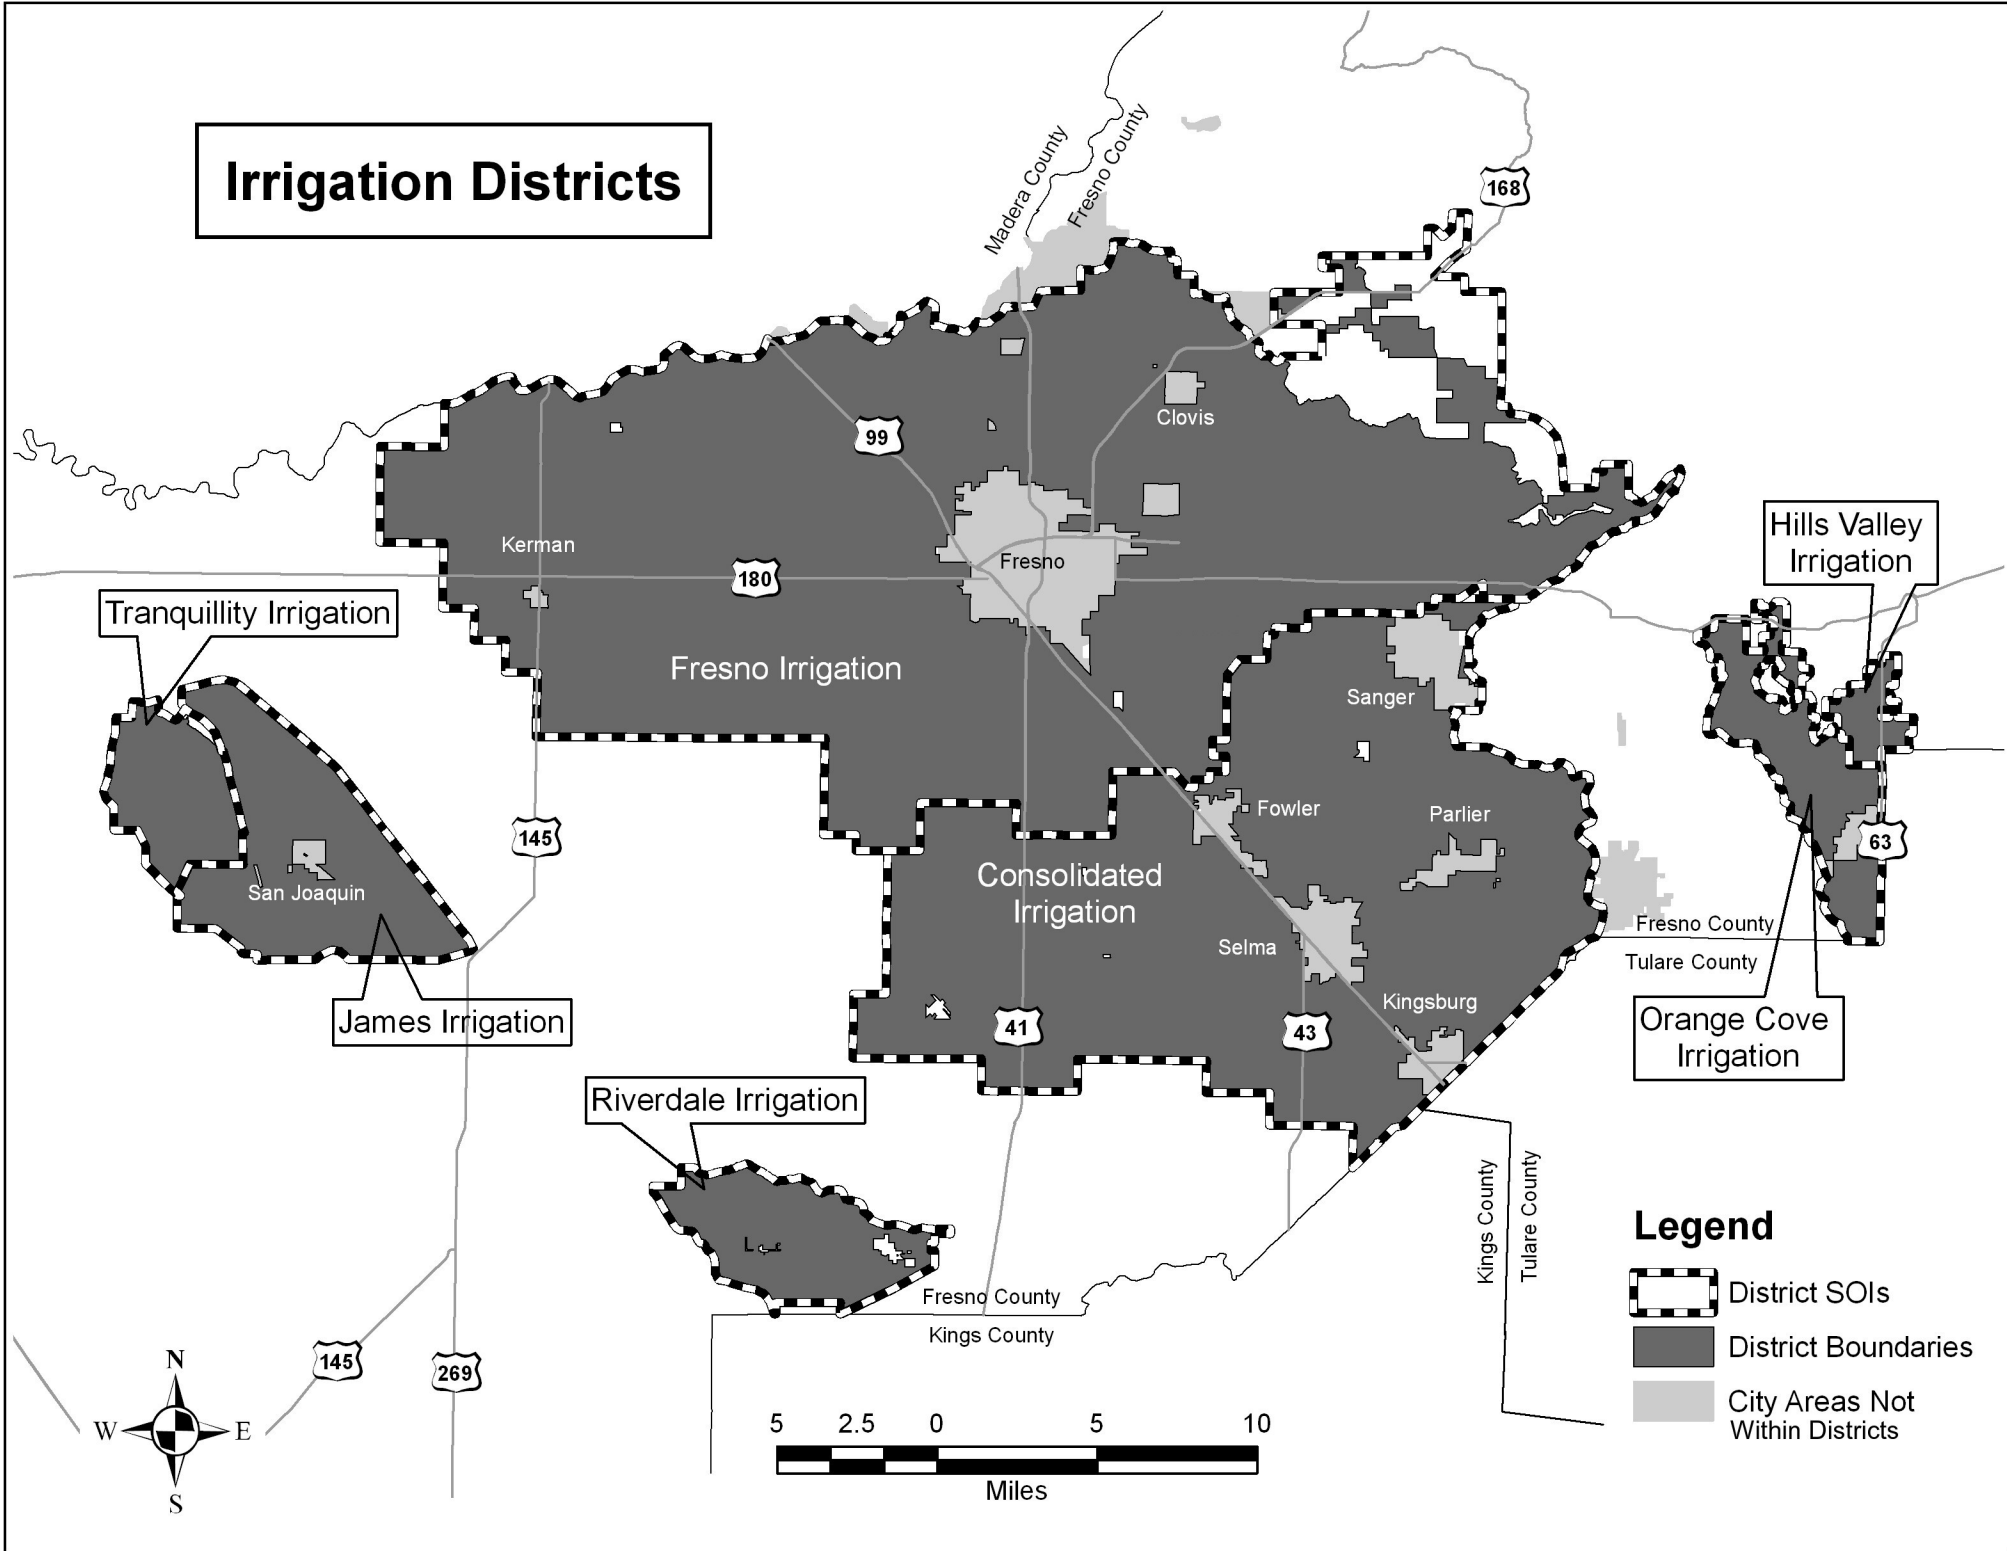 Irrigation Districts
Madera County
Fresno County
168
99
Clovis
Hills Valley
Irrigation
Kerman
Fresno
180
Tranquillity Irrigation
Fresno Irrigation
Sanger
145
Fowler
Parlier
63
San Joaquin
Consolidated
Irrigation
Selma
Fresno County
Tulare County
Kingsburg
James Irrigation
41
43
Orange Cove
Irrigation
Riverdale Irrigation
Kings County
Tulare County
L
Fresno County
Kings County
Legend
District SOIs
District Boundaries
City Areas Not
Within Districts
145
269
N
W
E
S
5 2.5 0 5 10
Miles